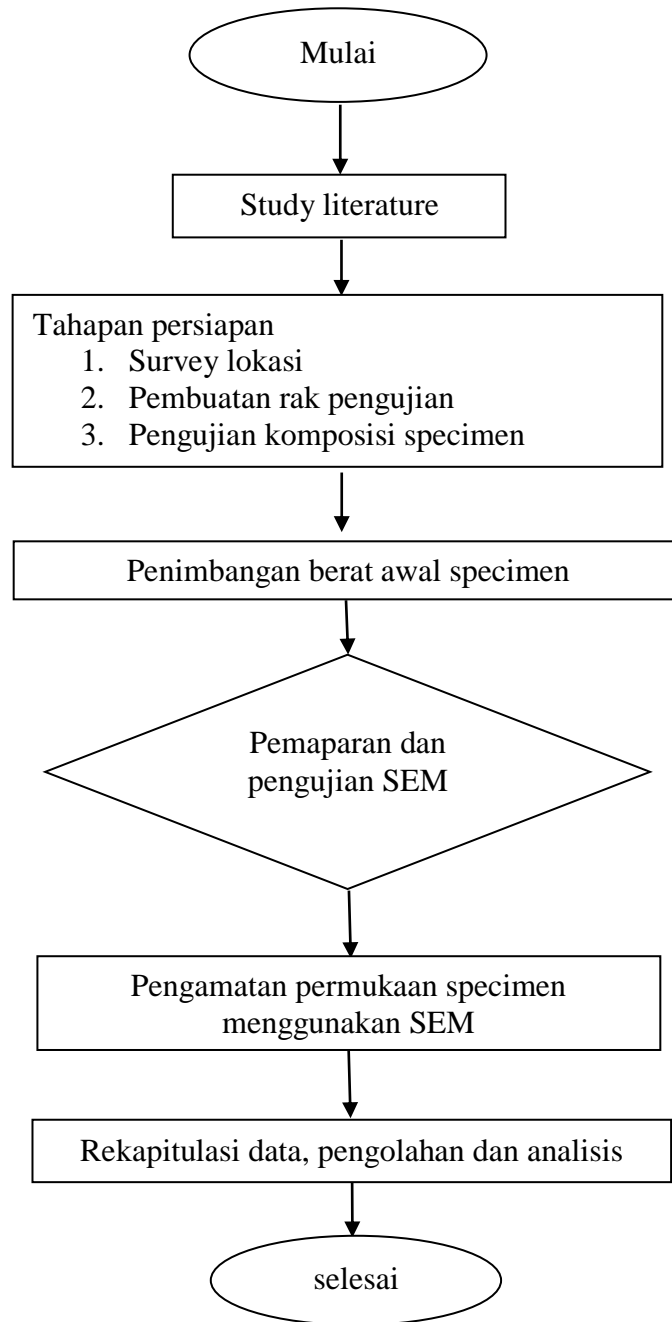 Mulai
Study literature
Tahapan persiapan
1. Survey lokasi
2. Pembuatan rak pengujian
3. Pengujian komposisi specimen
Penimbangan berat awal specimen
Pemaparan dan
pengujian SEM
Pengamatan permukaan specimen
menggunakan SEM
Rekapitulasi data, pengolahan dan analisis
selesai